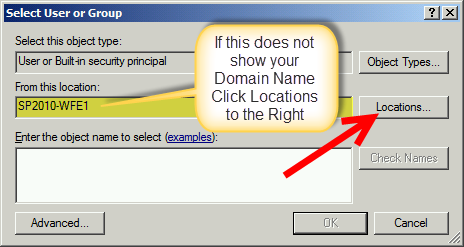 Select User or Group
Select this object type:
User or Built-in security principal
Object Types...
From this location:
SP2010-WFE1
Locations...
If this does not
show your
Domain Name
Click Locations
to the Right
Enter the object name to select (examples):
Check Names
Advanced...
OK
Cancel